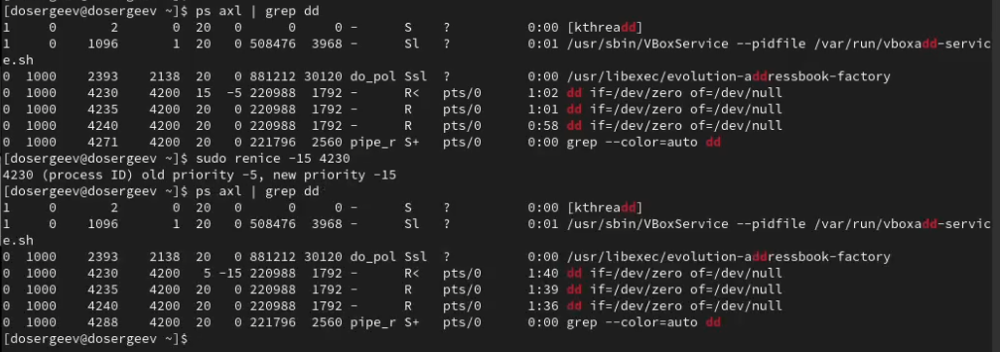 [dosergeev@dosergeev ~]$ ps axl | grep dd
1     0       2       0  20   0      0     0 -      S    ?          0:00 [kthreadd]
1     0    1096       1  20   0 508476  3968 -      Sl   ?          0:01 /usr/sbin/VBoxService --pidfile /var/run/vboxadd-servic
e.sh
0  1000    2393    2138  20   0 881212 30120 do_pol Ssl  ?          0:00 /usr/libexec/evolution-addressbook-factory
0  1000    4230    4200  15  -5 220988  1792 -      R<   pts/0      1:02 dd if=/dev/zero of=/dev/null
0  1000    4235    4200  20   0 220988  1792 -      R    pts/0      1:01 dd if=/dev/zero of=/dev/null
0  1000    4240    4200  20   0 220988  1792 -      R    pts/0      0:58 dd if=/dev/zero of=/dev/null
0  1000    4271    4200  20   0 221796  2560 pipe_r S+   pts/0      0:00 grep --color=auto dd
[dosergeev@dosergeev ~]$ sudo renice -15 4230
4230 (process ID) old priority -5, new priority -15
[dosergeev@dosergeev ~]$ ps axl | grep dd
1     0       2       0  20   0      0     0 -      S    ?          0:00 [kthreadd]
1     0    1096       1  20   0 508476  3968 -      Sl   ?          0:01 /usr/sbin/VBoxService --pidfile /var/run/vboxadd-servic
e.sh
0  1000    2393    2138  20   0 881212 30120 do_pol Ssl  ?          0:00 /usr/libexec/evolution-addressbook-factory
0  1000    4230    4200   5 -15 220988  1792 -      R<   pts/0      1:40 dd if=/dev/zero of=/dev/null
0  1000    4235    4200  20   0 220988  1792 -      R    pts/0      1:39 dd if=/dev/zero of=/dev/null
0  1000    4240    4200  20   0 220988  1792 -      R    pts/0      1:36 dd if=/dev/zero of=/dev/null
0  1000    4288    4200  20   0 221796  2560 pipe_r S+   pts/0      0:00 grep --color=auto dd
[dosergeev@dosergeev ~]$